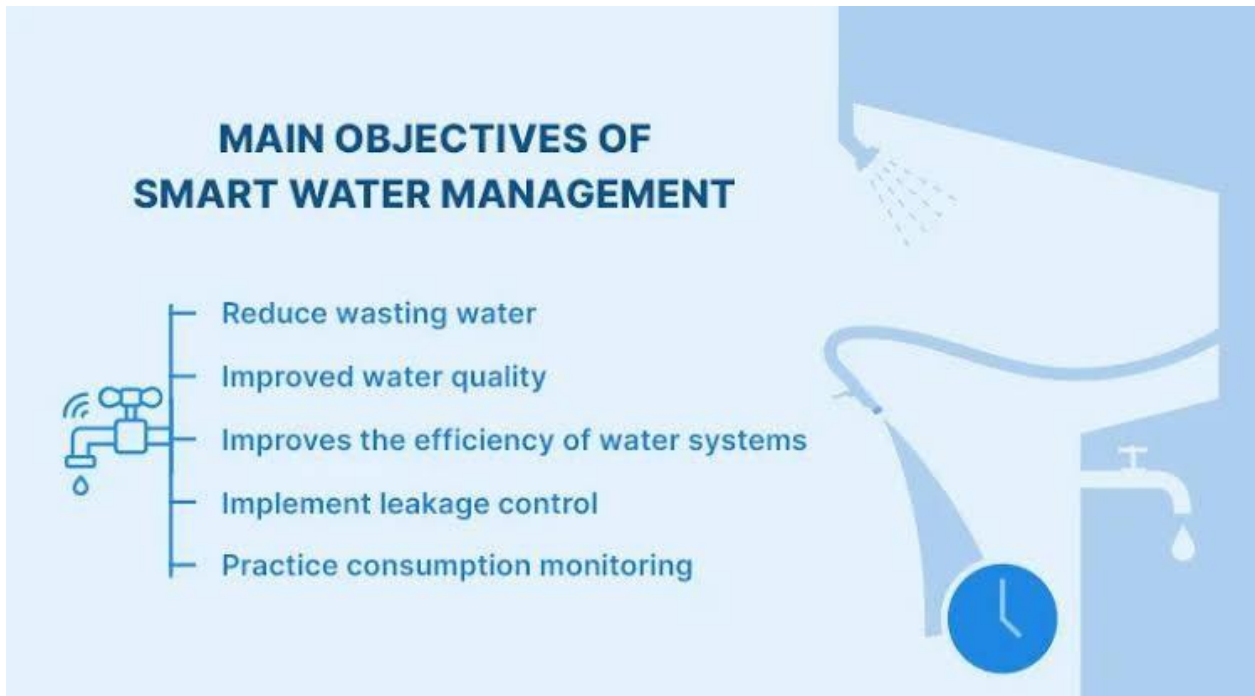 MAIN OBJECTIVES OF
SMART WATER MANAGEMENT
Reduce wasting water
Improved water quality
Improves the efficiency of water systems
Implement leakage control
Practice consumption monitoring